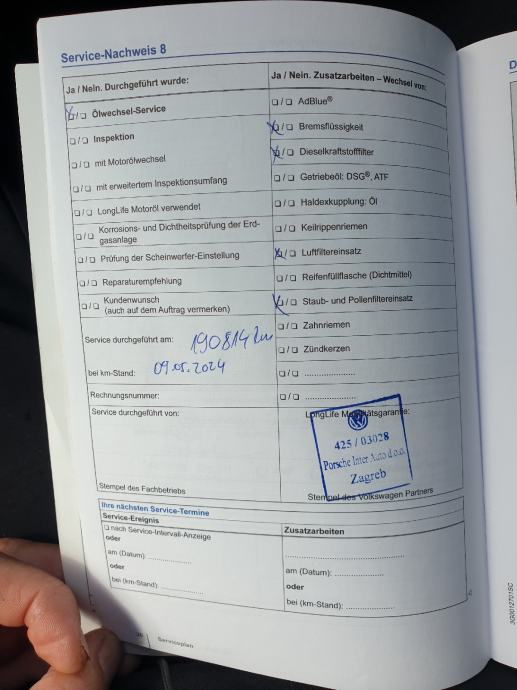 Service-Nachweis 8
Ja / Nein. Durchgeführt wurde:
☒/☐ Ölwechsel-Service
☐/☐ Inspektion
☐/☐ mit Motorölwechsel
☐/☐ mit erweitertem Inspektionsumfang
☐/☐ LongLife Motoröl verwendet
☐/☐ Korrosions- und Dichtheitsprüfung der Erd-
gasanlage
☐/☐ Prüfung der Scheinwerfer-Einstellung
☐/☐ Reparaturempfehlung
☐/☐ Kundenwunsch
(auch auf dem Auftrag vermerken)
Ja / Nein. Zusatzarbeiten – Wechsel von:
☐/☐ AdBlue®
☒/☐ Bremsflüssigkeit
☒/☐ Dieselkraftstofffilter
☐/☐ Getriebeöl: DSG®, ATF
☐/☐ Haldexkupplung: Öl
☐/☐ Keilrippenriemen
☒/☐ Luftfiltereinsatz
☐/☐ Reifenfüllflasche (Dichtmittel)
☒/☐ Staub- und Pollenfiltereinsatz
☐/☐ Zahnriemen
☐/☐ Zündkerzen
☐/☐ ....................
☐/☐ ....................
Service durchgeführt am: 190814 km
bei km-Stand: 09.05.2024
Rechnungsnummer:
Service durchgeführt von:
Stempel des Fachbetriebs
LongLife Mobilitätsgarantie:
425 / 03028
Porsche Inter Auto d.o.o.
Zagreb
Stempel des Volkswagen Partners
Ihre nächsten Service-Termine
Service-Ereignis
☐ nach Service-Intervall-Anzeige
oder
am (Datum): ................
oder
bei (km-Stand): ................
Zusatzarbeiten
..............................
am (Datum): ....................
oder
bei (km-Stand): ....................
Serviceplan
D